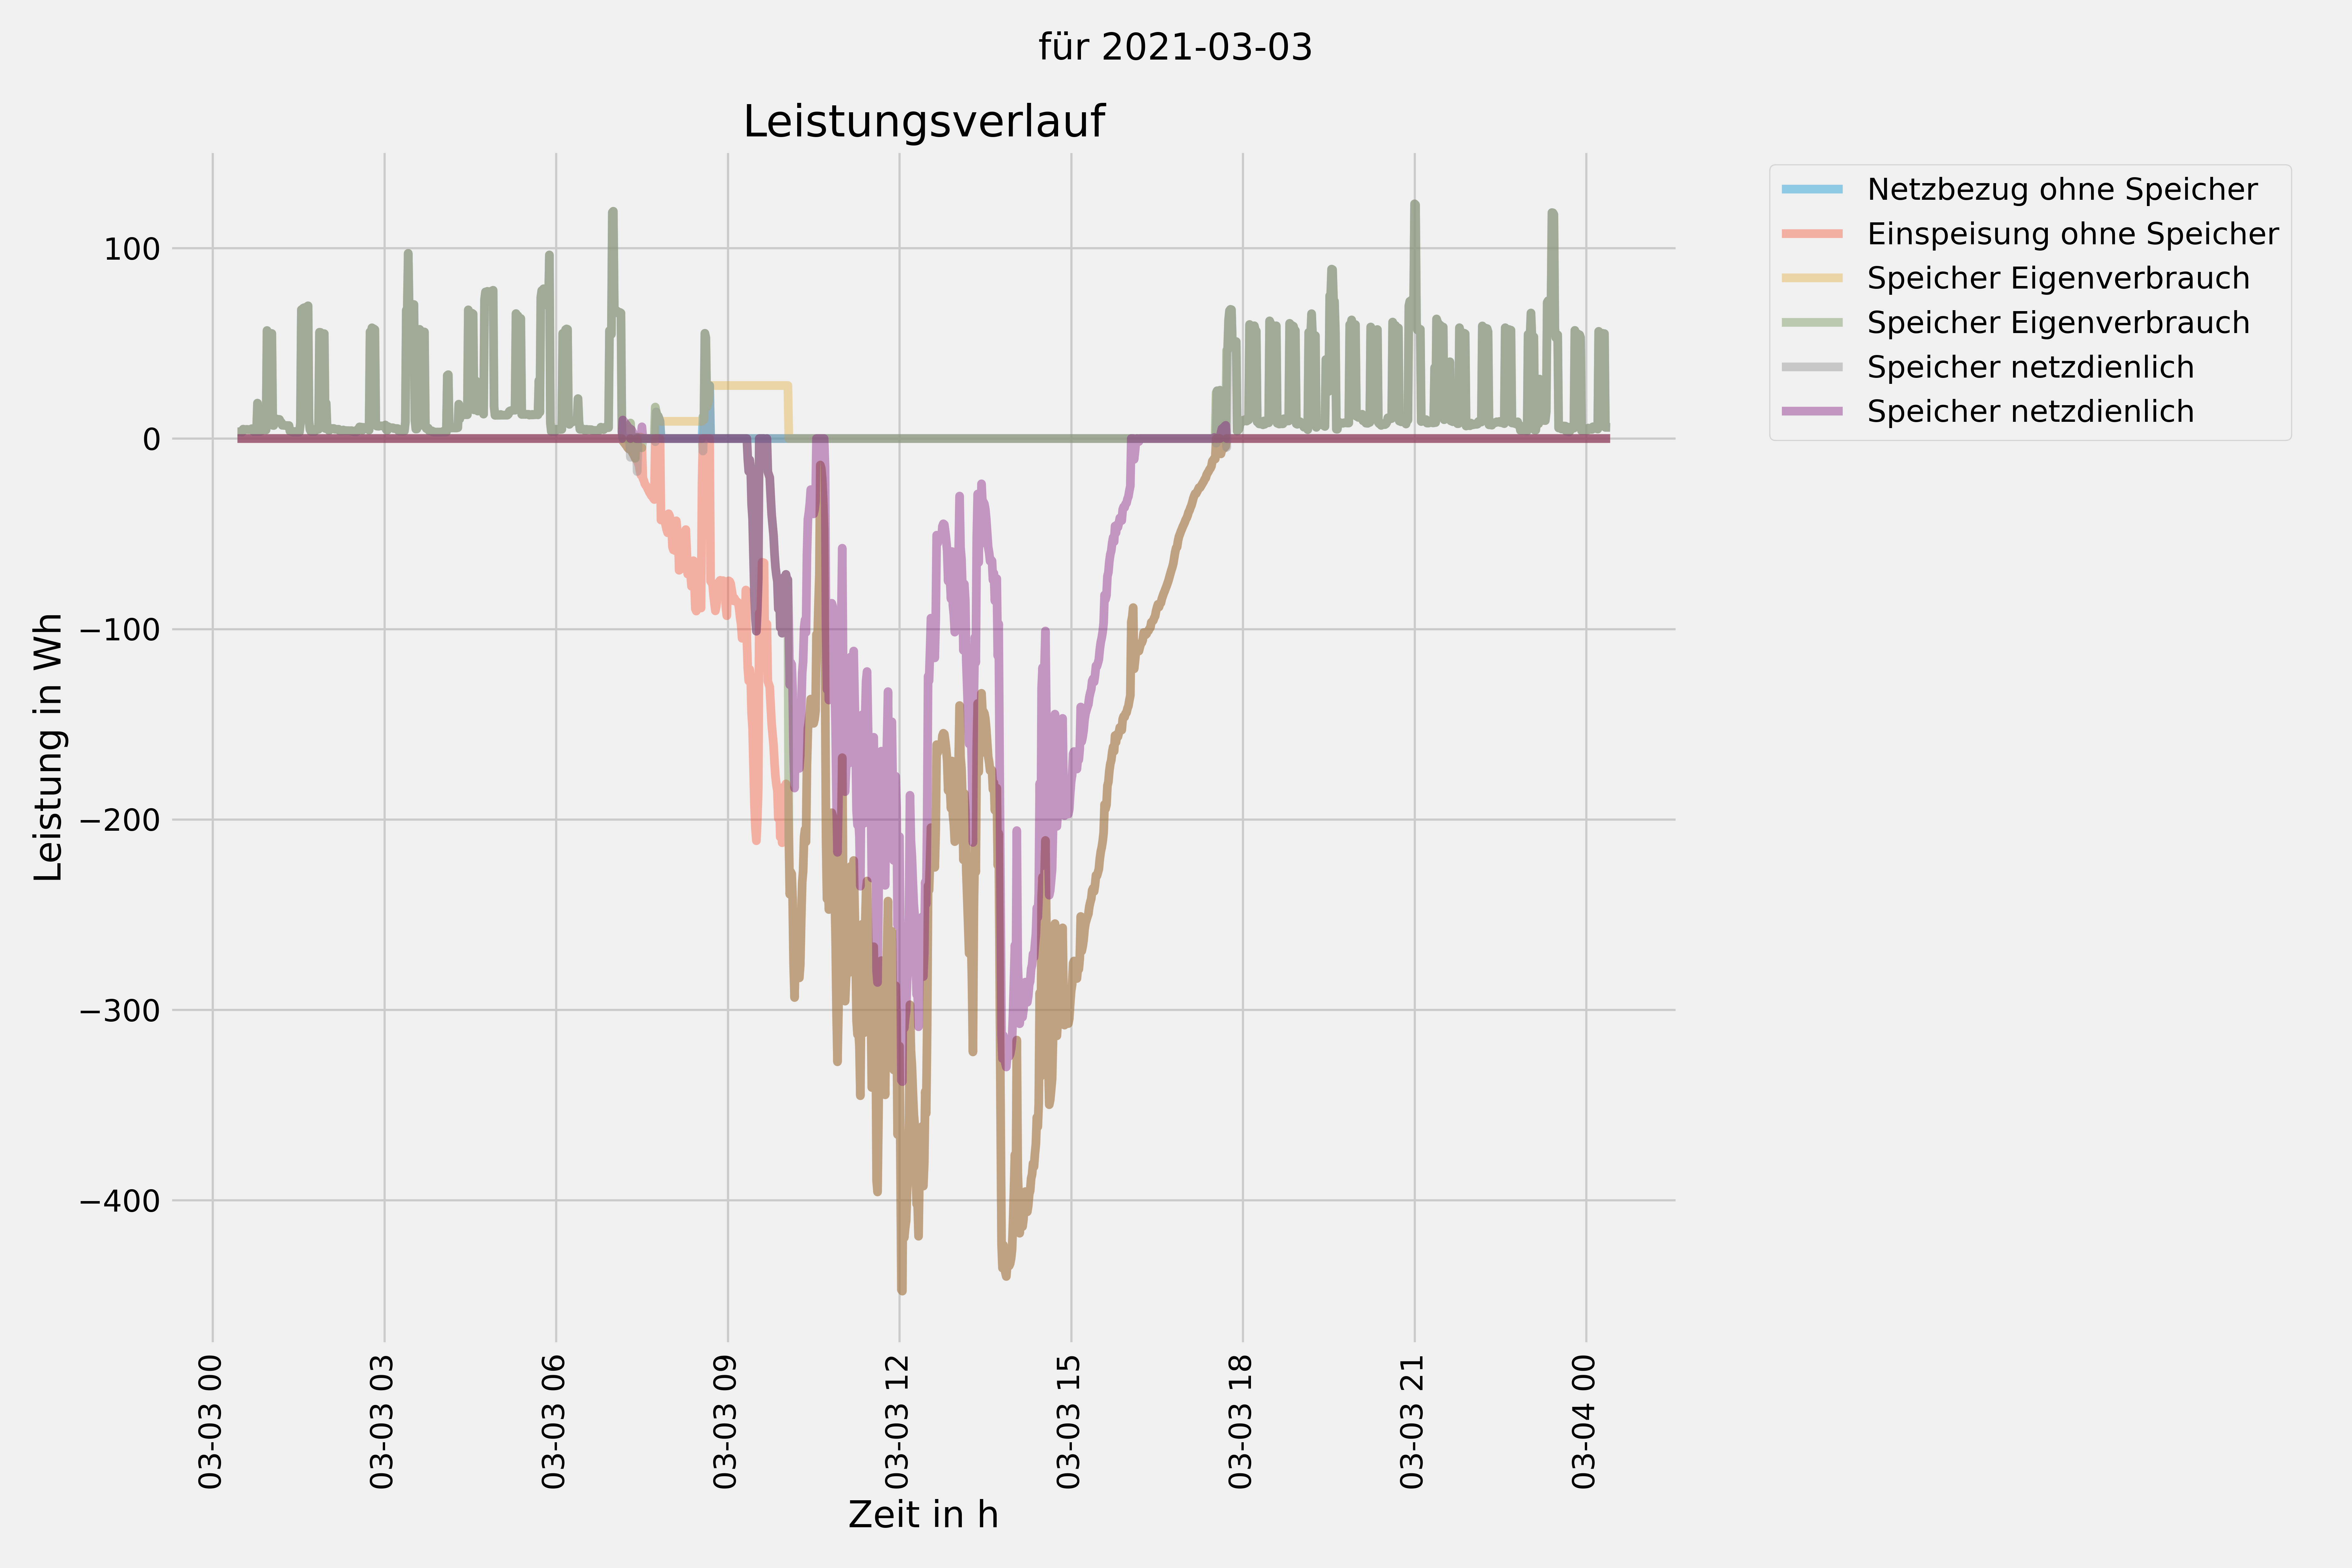 für 2021-03-03
Leistungsverlauf
Netzbezug ohne Speicher
Einspeisung ohne Speicher
Speicher Eigenverbrauch
Speicher Eigenverbrauch
Speicher netzdienlich
Speicher netzdienlich
100
0
−100
−200
−300
−400
Leistung in Wh
03-03 00
03-03 03
03-03 06
03-03 09
03-03 12
03-03 15
03-03 18
03-03 21
03-04 00
Zeit in h